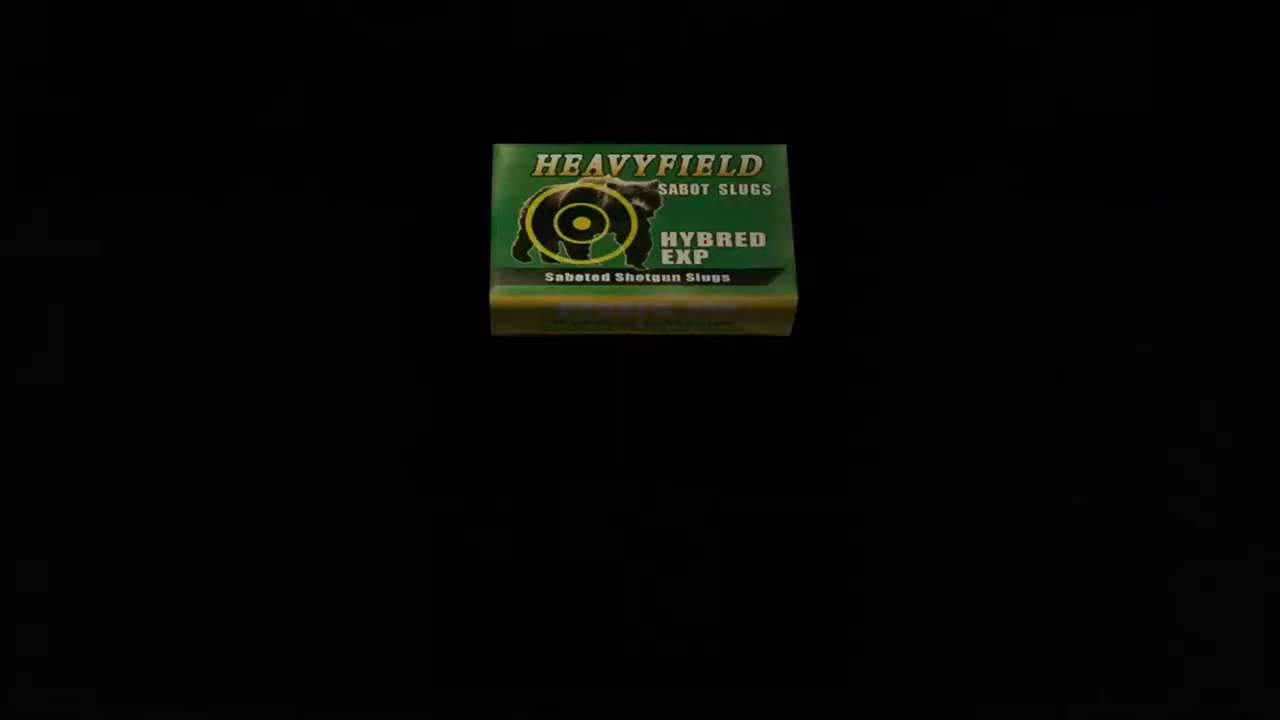 HEAVYFIELD
SABOT SLUGS
HYBRED
EXP
Saboted Shotgun Slugs